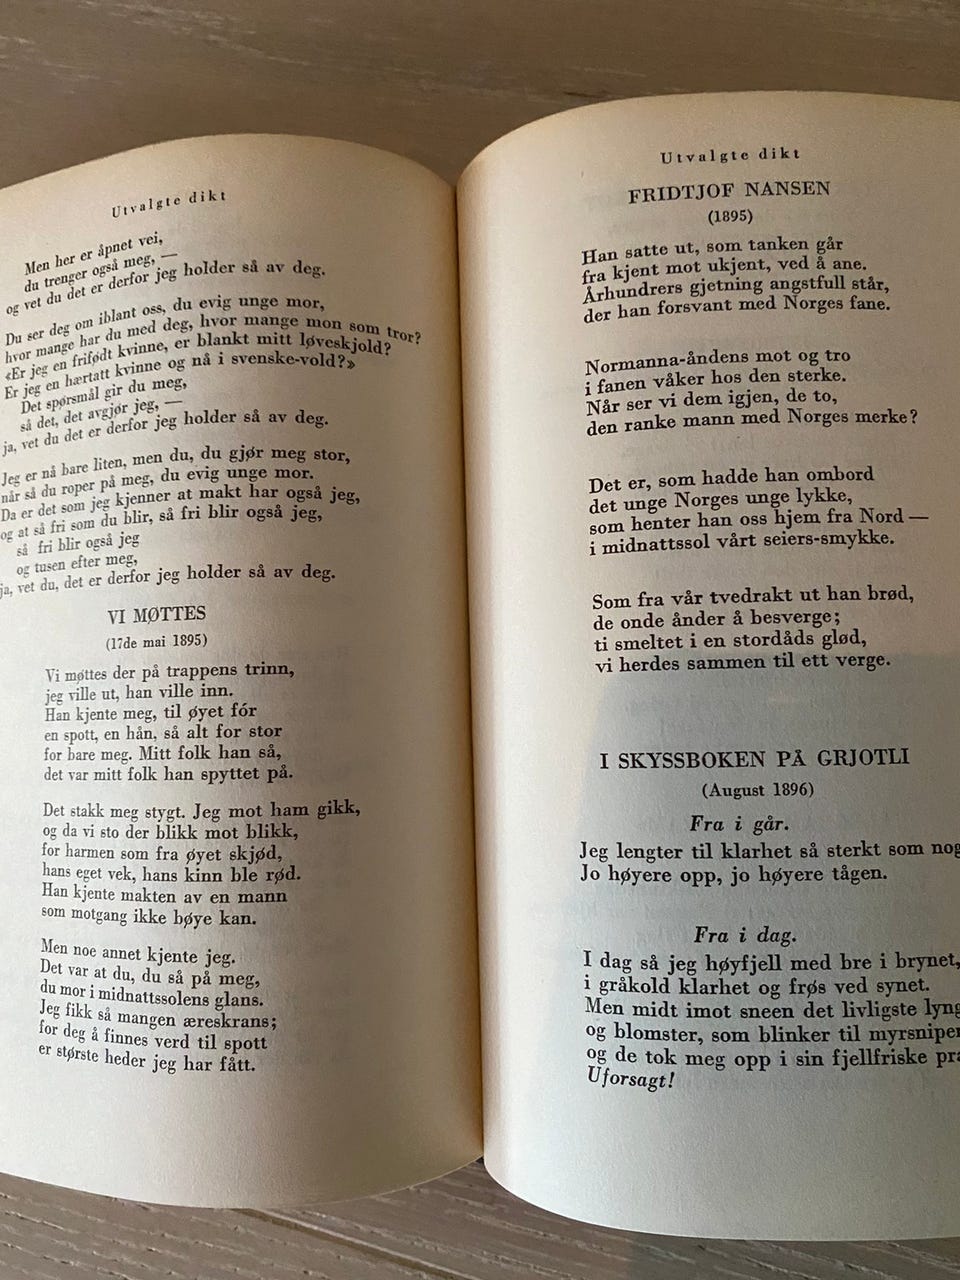 Utvalgte dikt
Men her er åpnet vei,
du trenger også meg, —
og vet du det er derfor jeg holder så av deg.
Du ser deg om iblant oss, du evig unge mor,
hvor mange har du med deg, hvor mange mon som tror?
«Er jeg en frifødt kvinne, er blankt mitt løveskjold?
Er jeg en hærtatt kvinne og nå i svenske-vold?»
Det spørsmål gir du meg,
så det, det avgjør jeg, —
ja, vet du det er derfor jeg holder så av deg.
Jeg er nå bare liten, men du, du gjør meg stor,
når så du roper på meg, du evig unge mor.
Da er det som jeg kjenner at makt har også jeg,
og at så fri som du blir, så fri blir også jeg,
så fri blir også jeg
og tusen efter meg,
ja, vet du, det er derfor jeg holder så av deg.
VI MØTTES
(17de mai 1895)
Vi møttes der på trappens trinn,
jeg ville ut, han ville inn.
Han kjente meg, til øyet fór
en spott, en hån, så alt for stor
for bare meg. Mitt folk han så,
det var mitt folk han spyttet på.
Det stakk meg stygt. Jeg mot ham gikk,
og da vi sto der blikk mot blikk,
for harmen som fra øyet skjød,
hans eget vek, hans kinn ble rød.
Han kjente makten av en mann
som motgang ikke bøye kan.
Men noe annet kjente jeg.
Det var at du, du så på meg,
du mor i midnattssolens glans.
Jeg fikk så mangen æreskrans;
for deg å finnes verd til spott
er største heder jeg har fått.
Utvalgte dikt
FRIDTJOF NANSEN
(1895)
Han satte ut, som tanken går
fra kjent mot ukjent, ved å ane.
Århundrers gjetning angstfull står,
der han forsvant med Norges fane.
Normanna-åndens mot og tro
i fanen våker hos den sterke.
Når ser vi dem igjen, de to,
den ranke mann med Norges merke?
Det er, som hadde han ombord
det unge Norges unge lykke,
som henter han oss hjem fra Nord —
i midnattssol vårt seiers-smykke.
Som fra vår tvedrakt ut han brød,
de onde ånder å besverge;
ti smeltet i en stordåds glød,
vi herdes sammen til ett verge.
I SKYSSBOKEN PÅ GRJOTLI
(August 1896)
Fra i går.
Jeg lengter til klarhet så sterkt som nog
Jo høyere opp, jo høyere tågen.
Fra i dag.
I dag så jeg høyfjell med bre i brynet,
i gråkold klarhet og frøs ved synet.
Men midt imot sneen det livligste lyng
og blomster, som blinker til myrsniper
og de tok meg opp i sin fjellfriske pra
Uforsagt!